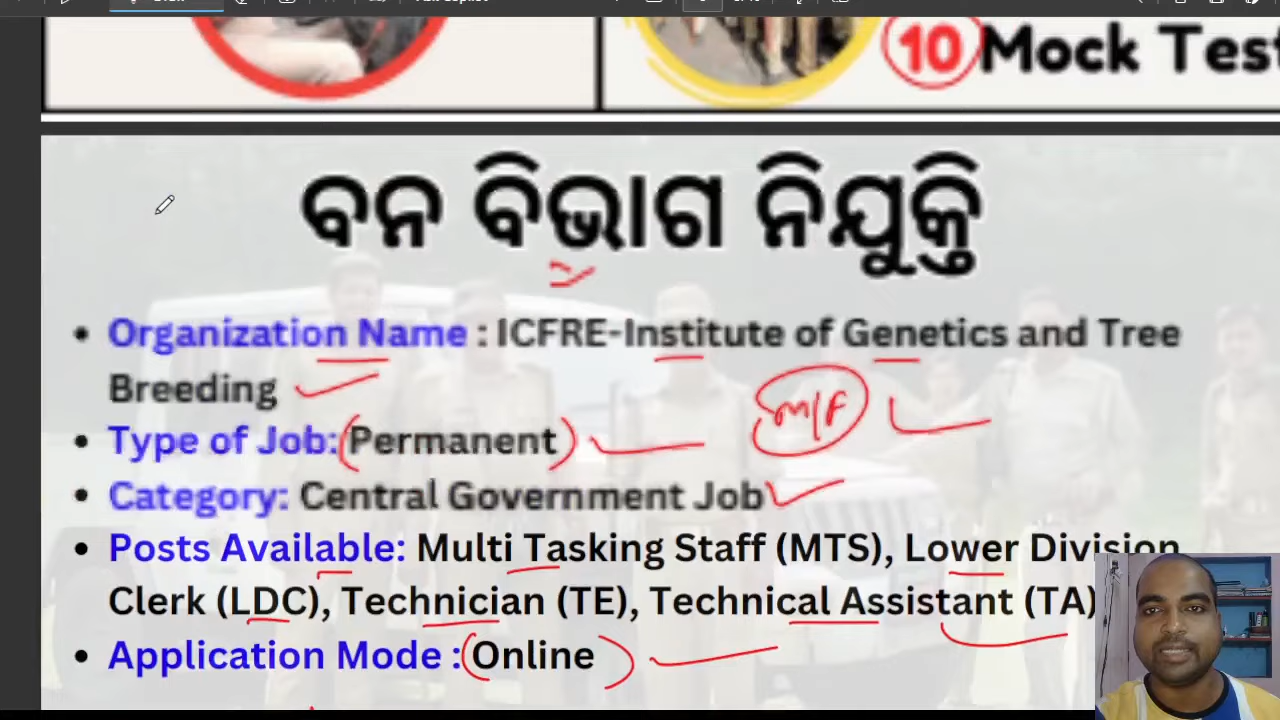 10 Mock Test
ବନ ବିଭାଗ ନିଯୁକ୍ତି
• Organization Name : ICFRE-Institute of Genetics and Tree
Breeding
M/F
• Type of Job: (Permanent)
• Category: Central Government Job
• Posts Available: Multi Tasking Staff (MTS), Lower Division
Clerk (LDC), Technician (TE), Technical Assistant (TA)
• Application Mode : (Online)